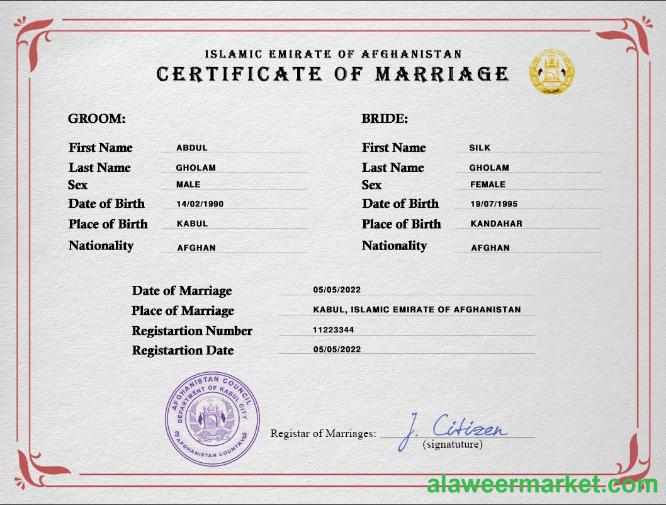 ISLAMIC EMIRATE OF AFGHANISTAN
CERTIFICATE OF MARRIAGE
GROOM:
First Name ABDUL
Last Name GHOLAM
Sex MALE
Date of Birth 14/02/1990
Place of Birth KABUL
Nationality AFGHAN
BRIDE:
First Name SILK
Last Name GHOLAM
Sex FEMALE
Date of Birth 19/07/1995
Place of Birth KANDAHAR
Nationality AFGHAN
Date of Marriage 05/05/2022
Place of Marriage KABUL, ISLAMIC EMIRATE OF AFGHANISTAN
Registartion Number 11223344
Registartion Date 05/05/2022
AFGHANISTAN COUNCIL
DEPARTMENT OF KABUL CITY
AFGHANISTAN COUNTRY
Registar of Marriages: J. Citizen
(signatuture)
alaweermarket.com